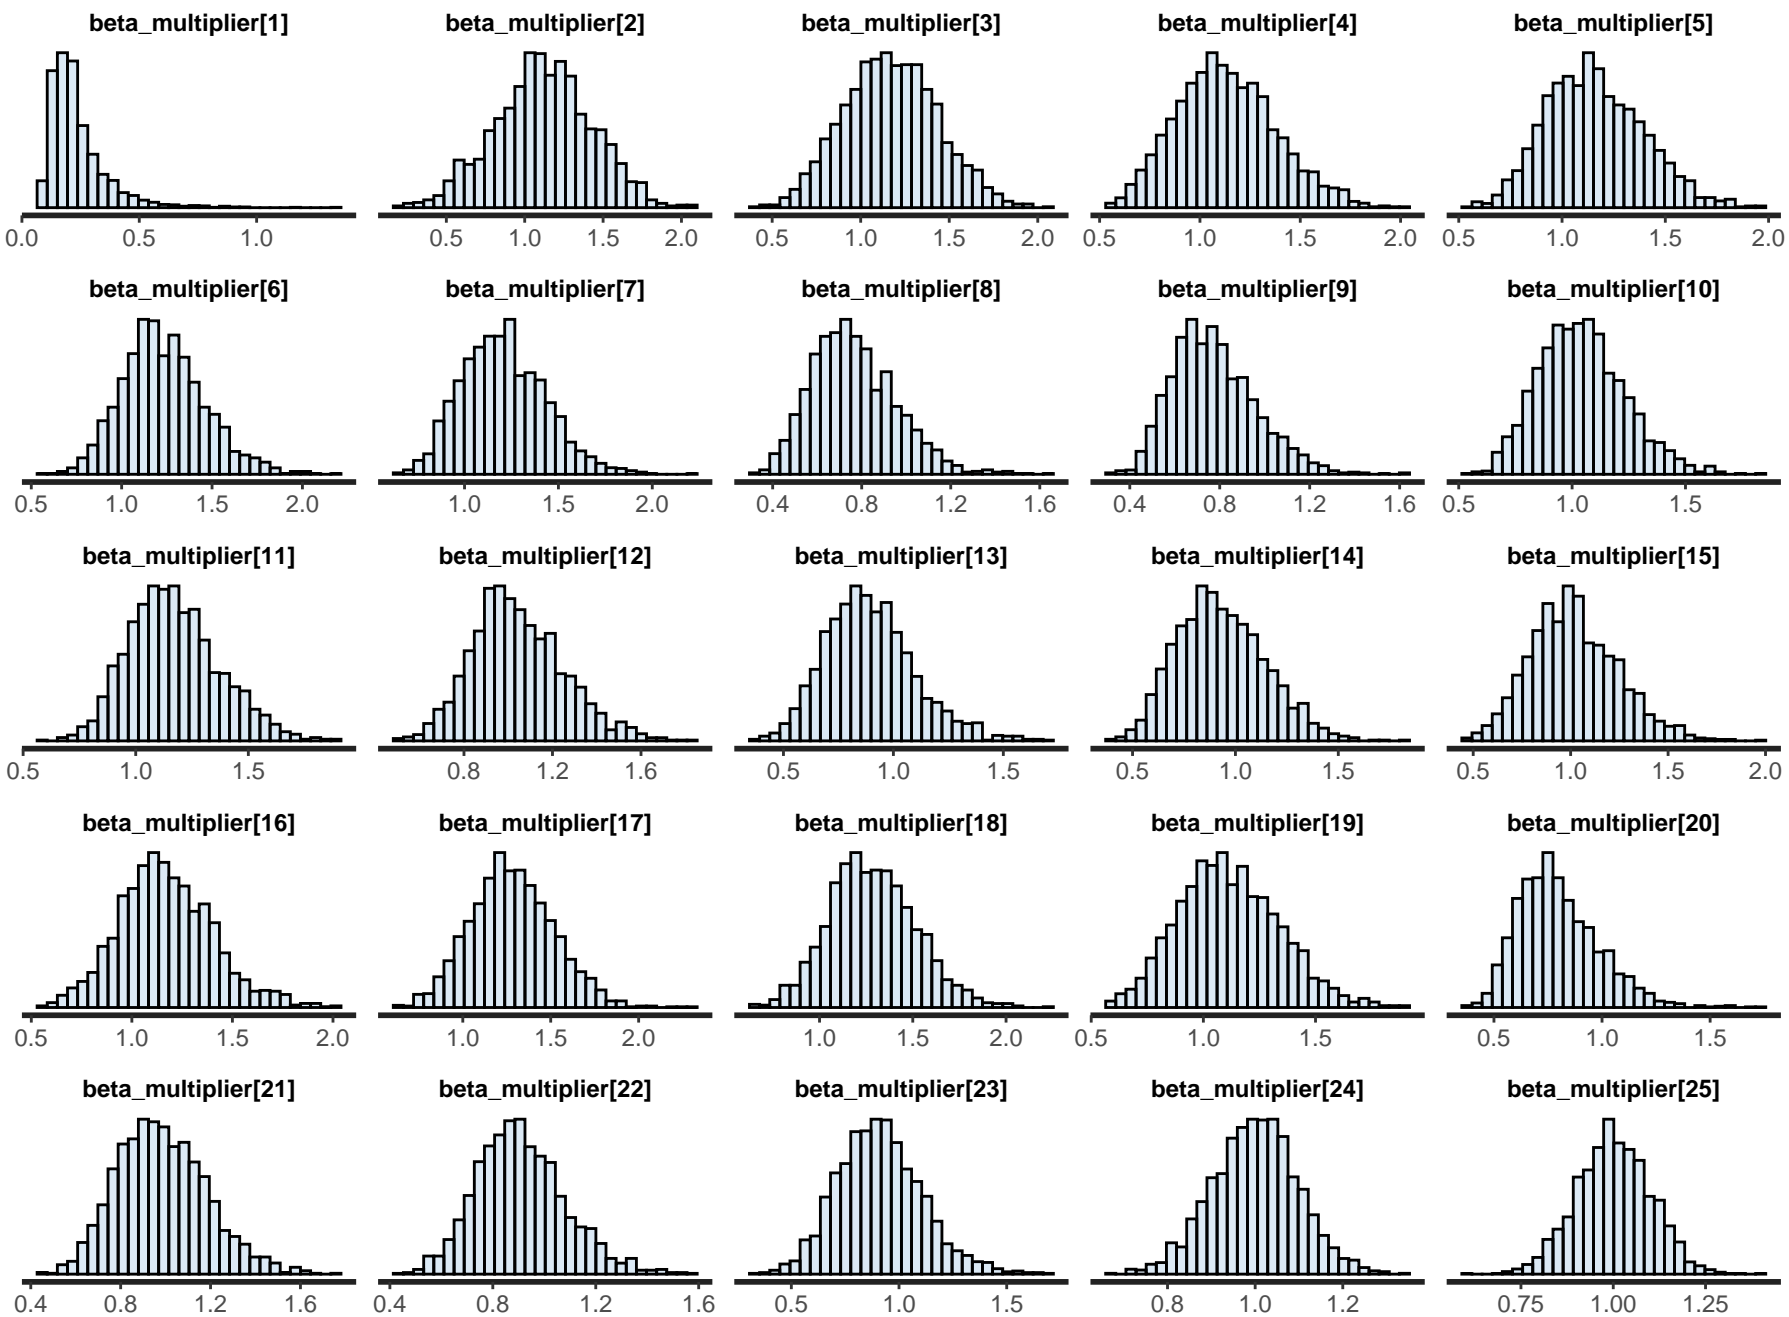 beta_multiplier[1] beta_multiplier[2] beta_multiplier[3] beta_multiplier[4] beta_multiplier[5]
0.0 0.5 1.0 0.5 1.0 1.5 2.0 0.5 1.0 1.5 2.0 0.5 1.0 1.5 2.0 0.5 1.0 1.5 2.0
beta_multiplier[6] beta_multiplier[7] beta_multiplier[8] beta_multiplier[9] beta_multiplier[10]
0.5 1.0 1.5 2.0 1.0 1.5 2.0 0.4 0.8 1.2 1.6 0.4 0.8 1.2 1.6 0.5 1.0 1.5
beta_multiplier[11] beta_multiplier[12] beta_multiplier[13] beta_multiplier[14] beta_multiplier[15]
0.5 1.0 1.5 0.8 1.2 1.6 0.5 1.0 1.5 0.5 1.0 1.5 0.5 1.0 1.5 2.0
beta_multiplier[16] beta_multiplier[17] beta_multiplier[18] beta_multiplier[19] beta_multiplier[20]
0.5 1.0 1.5 2.0 1.0 1.5 2.0 1.0 1.5 2.0 0.5 1.0 1.5 0.5 1.0 1.5
beta_multiplier[21] beta_multiplier[22] beta_multiplier[23] beta_multiplier[24] beta_multiplier[25]
0.4 0.8 1.2 1.6 0.4 0.8 1.2 1.6 0.5 1.0 1.5 0.8 1.0 1.2 0.75 1.00 1.25